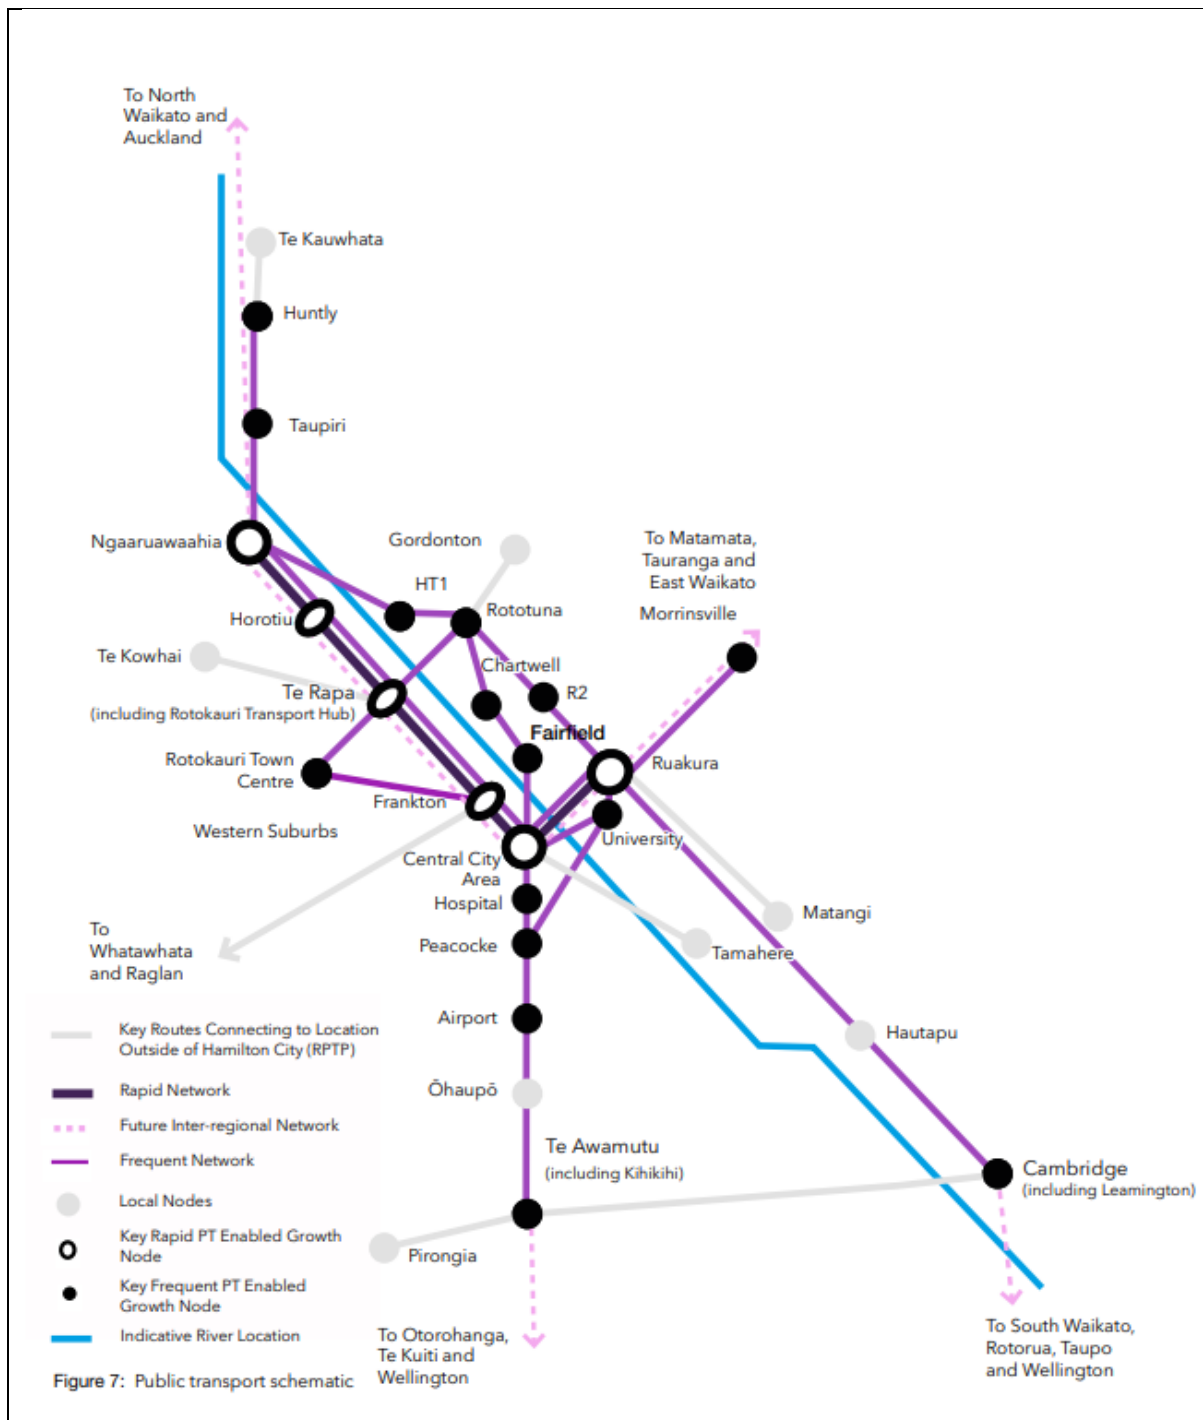 To North
Waikato and
Auckland
Te Kauwhata
Huntly
Taupiri
Ngaaruawaahia
Gordonton
To Matamata,
Tauranga and
East Waikato
HT1
Rototuna
Morrinsville
Horotiu
Te Kowhai
Chartwell
Te Rapa
(including Rotokauri Transport Hub)
R2
Fairfield
Rotokauri Town
Centre
Ruakura
Frankton
Western Suburbs
University
Central City
Area
Hospital
Matangi
To
Whatawhata
and Raglan
Peacocke
Tamahere
Airport
Hautapu
Ōhaupō
Te Awamutu
(including Kihikihi)
Cambridge
(including Leamington)
Pirongia
Key Routes Connecting to Location
Outside of Hamilton City (RPTP)
Rapid Network
Future Inter-regional Network
Frequent Network
Local Nodes
Key Rapid PT Enabled Growth
Node
Key Frequent PT Enabled
Growth Node
Indicative River Location
To Otorohanga,
Te Kuiti and
Wellington
To South Waikato,
Rotorua, Taupo
and Wellington
Figure 7: Public transport schematic